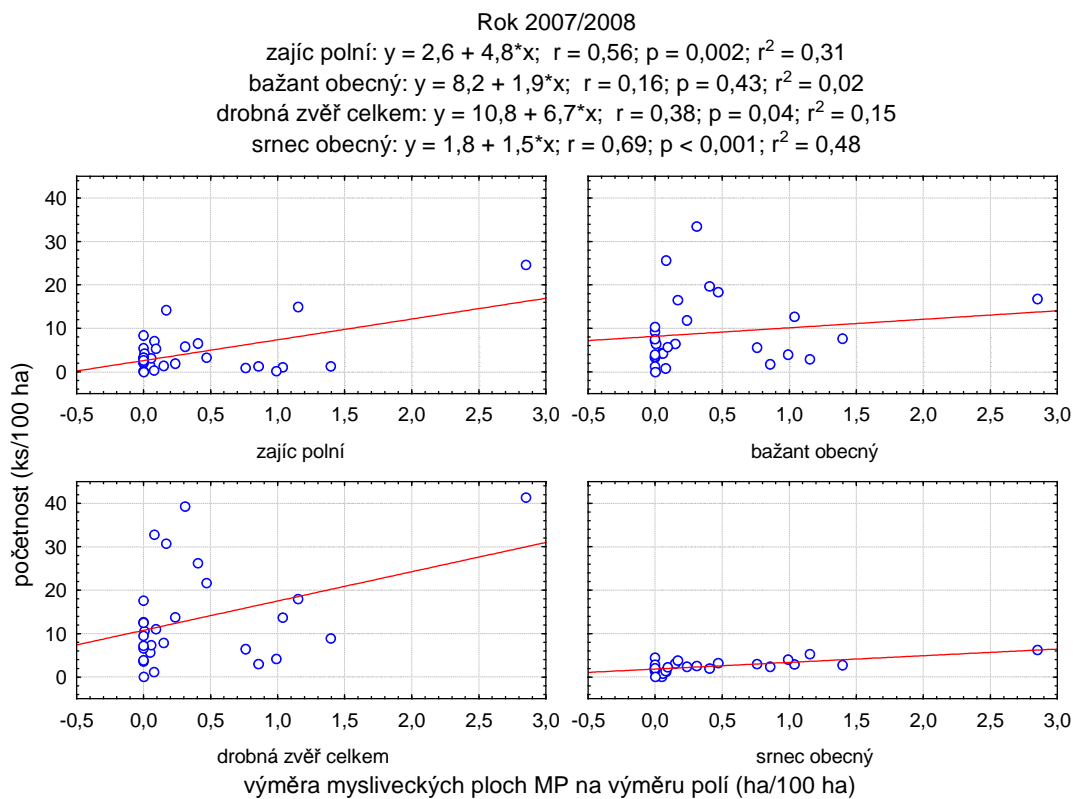 Rok 2007/2008
zajíc polní: y = 2,6 + 4,8*x; r = 0,56; p = 0,002; r² = 0,31
bažant obecný: y = 8,2 + 1,9*x; r = 0,16; p = 0,43; r² = 0,02
drobná zvěř celkem: y = 10,8 + 6,7*x; r = 0,38; p = 0,04; r² = 0,15
srnec obecný: y = 1,8 + 1,5*x; r = 0,69; p < 0,001; r² = 0,48
početnost (ks/100 ha)
40
30
20
10
0
-0,5 0,0 0,5 1,0 1,5 2,0 2,5 3,0
zajíc polní
-0,5 0,0 0,5 1,0 1,5 2,0 2,5 3,0
bažant obecný
40
30
20
10
0
-0,5 0,0 0,5 1,0 1,5 2,0 2,5 3,0
drobná zvěř celkem
-0,5 0,0 0,5 1,0 1,5 2,0 2,5 3,0
srnec obecný
výměra mysliveckých ploch MP na výměru polí (ha/100 ha)